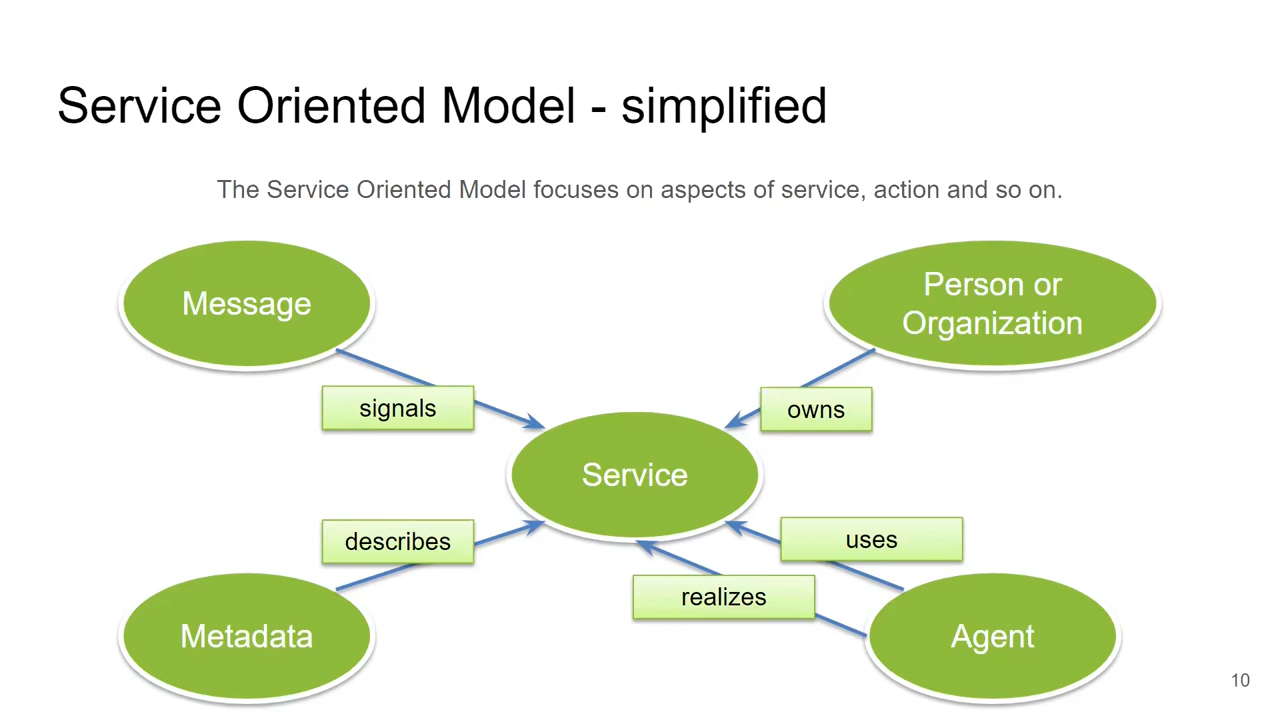 Service Oriented Model - simplified
The Service Oriented Model focuses on aspects of service, action and so on.
Message
Person or
Organization
signals
owns
Service
describes
uses
realizes
Metadata
Agent
10